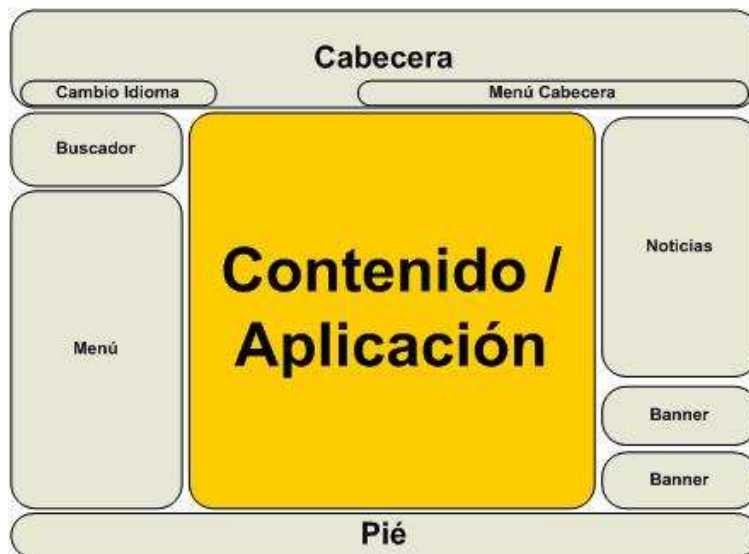 Cabecera
Cambio Idioma
Menú Cabecera
Buscador
Menú
Contenido /
Aplicación
Noticias
Banner
Banner
Pié